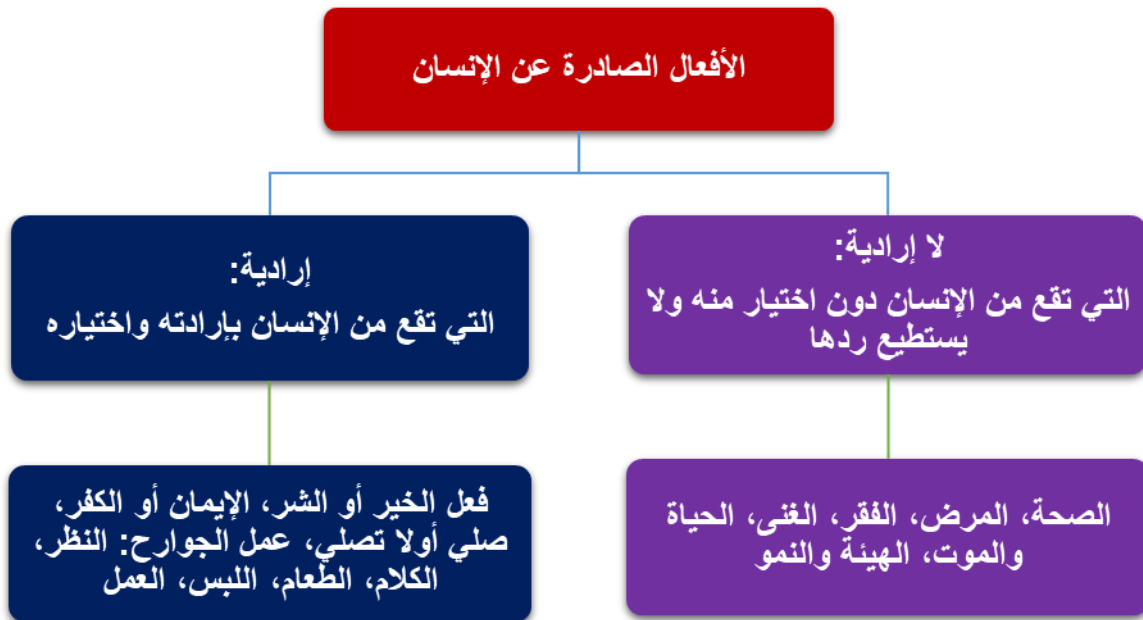 الأفعال الصادرة عن الإنسان
لا إرادية:
التي تقع من الإنسان دون اختيار منه ولا
يستطيع ردها
إرادية:
التي تقع من الإنسان بإرادته واختياره
الصحة، المرض، الفقر، الغنى، الحياة
والموت، الهيئة والنمو
فعل الخير أو الشر، الإيمان أو الكفر،
صلي أولا تصلي، عمل الجوارح: النظر،
الكلام، الطعام، اللبس، العمل